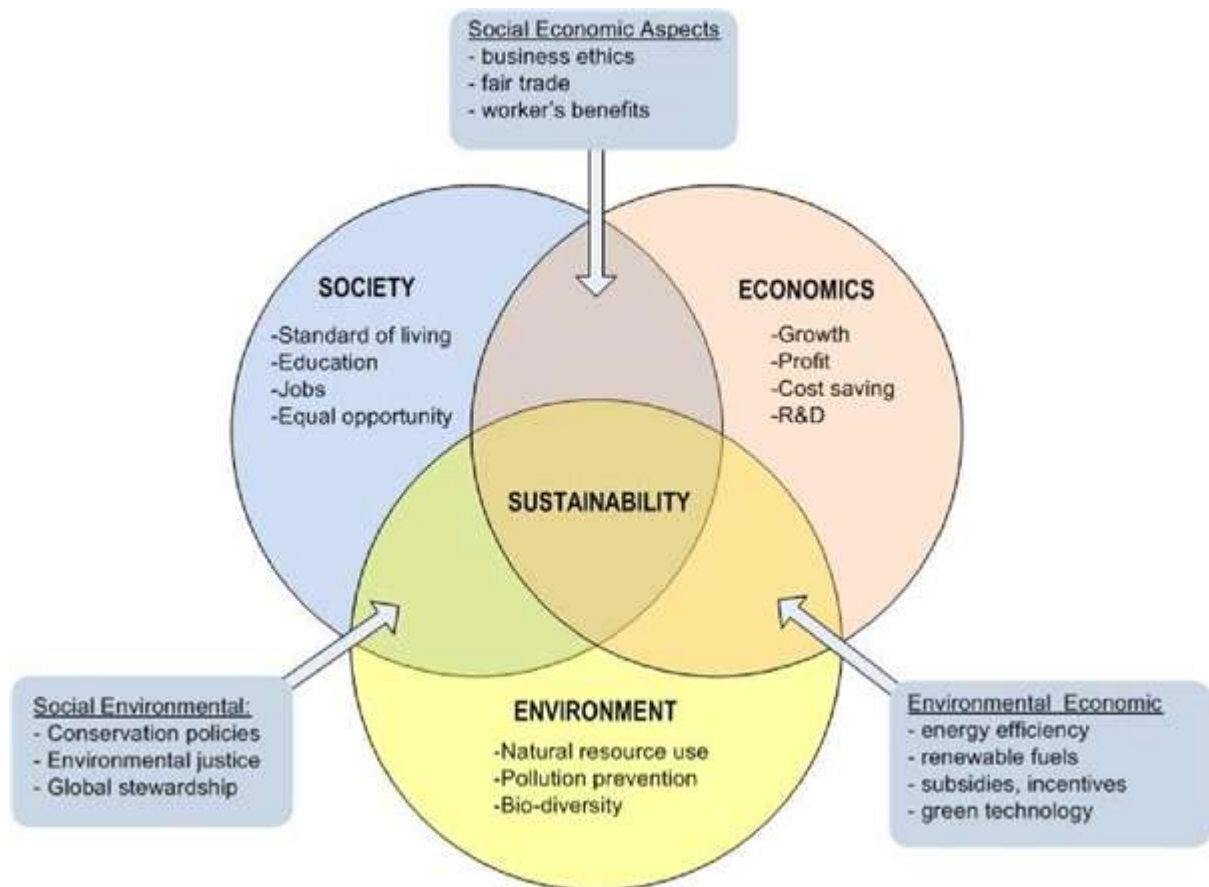 Social Economic Aspects
- business ethics
- fair trade
- worker's benefits
SOCIETY
-Standard of living
-Education
-Jobs
-Equal opportunity
ECONOMICS
-Growth
-Profit
-Cost saving
-R&D
SUSTAINABILITY
Social Environmental:
- Conservation policies
- Environmental justice
- Global stewardship
ENVIRONMENT
-Natural resource use
-Pollution prevention
-Bio-diversity
Environmental Economic
- energy efficiency
- renewable fuels
- subsidies, incentives
- green technology